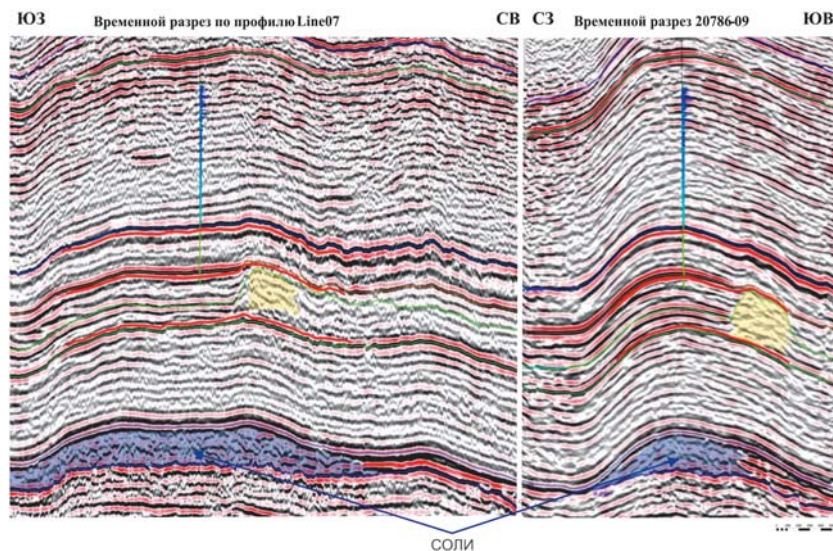 ЮЗ Временной разрез по профилю Line07 СВ
СЗ Временной разрез 20786-09 ЮВ
СОЛИ